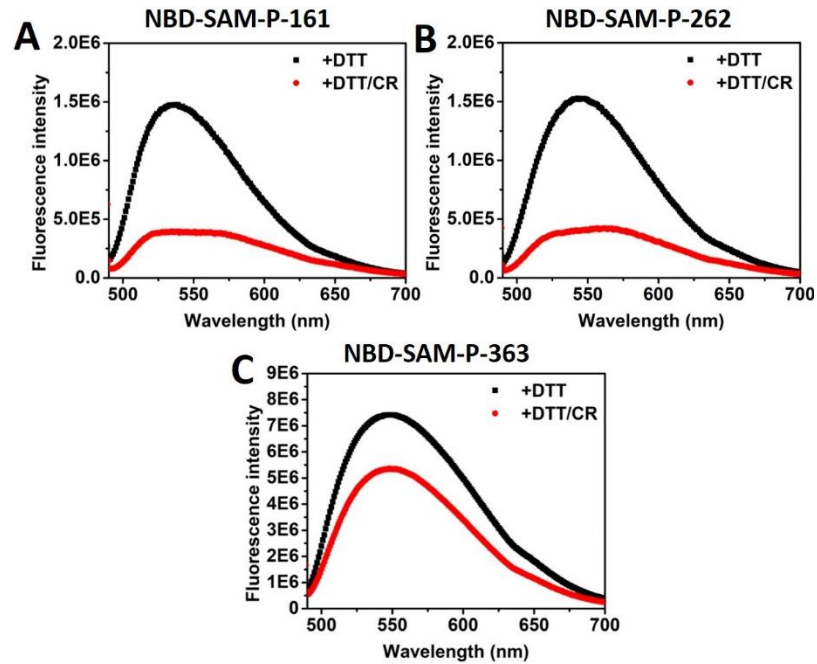 A
NBD-SAM-P-161
2.0E6
1.5E6
1.0E6
5.0E5
0.0
Fluorescence intensity
+DTT
+DTT/CR
500 550 600 650 700
Wavelength (nm)
B
NBD-SAM-P-262
2.0E6
1.5E6
1.0E6
5.0E5
0.0
Fluorescence intensity
+DTT
+DTT/CR
500 550 600 650 700
Wavelength (nm)
C
NBD-SAM-P-363
9E6
8E6
7E6
6E6
5E6
4E6
3E6
2E6
1E6
0
Fluorescence intensity
+DTT
+DTT/CR
500 550 600 650 700
Wavelength (nm)